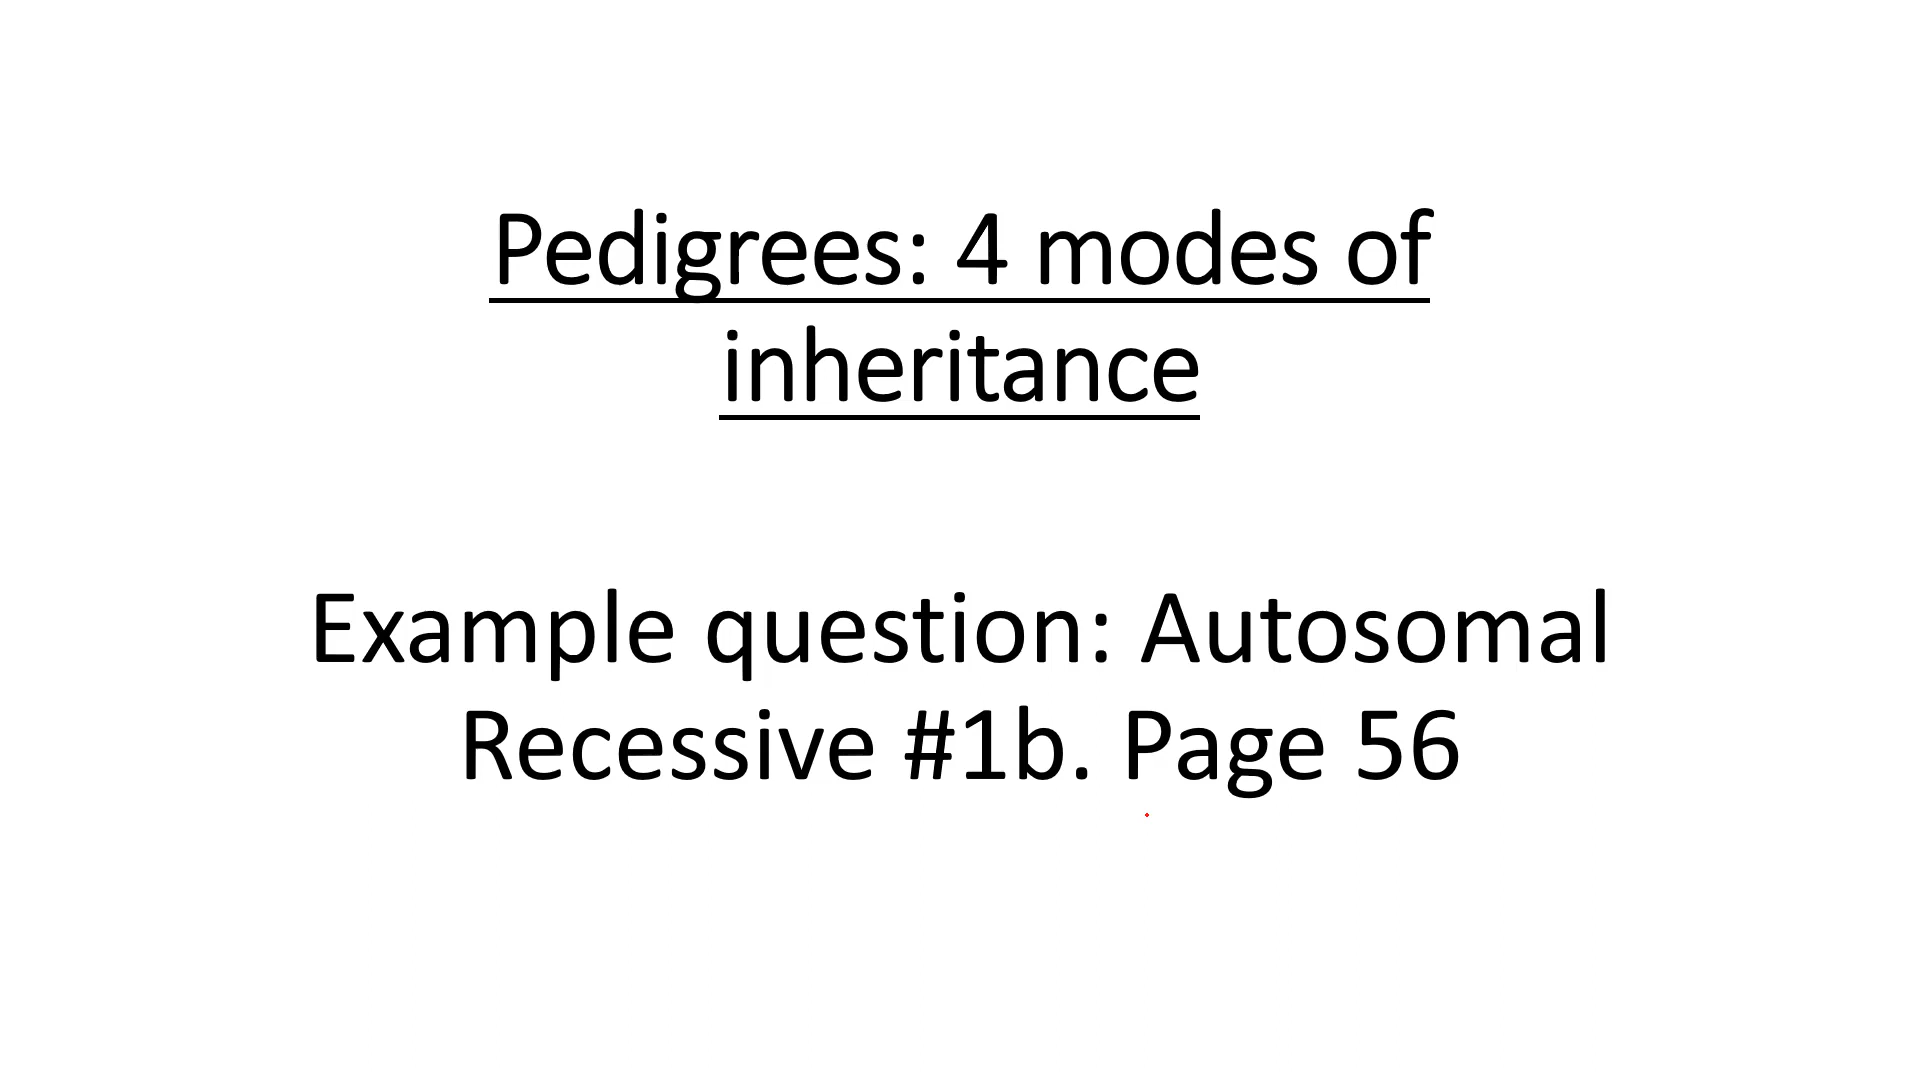 Pedigrees: 4 modes of
inheritance
Example question: Autosomal
Recessive #1b. Page 56